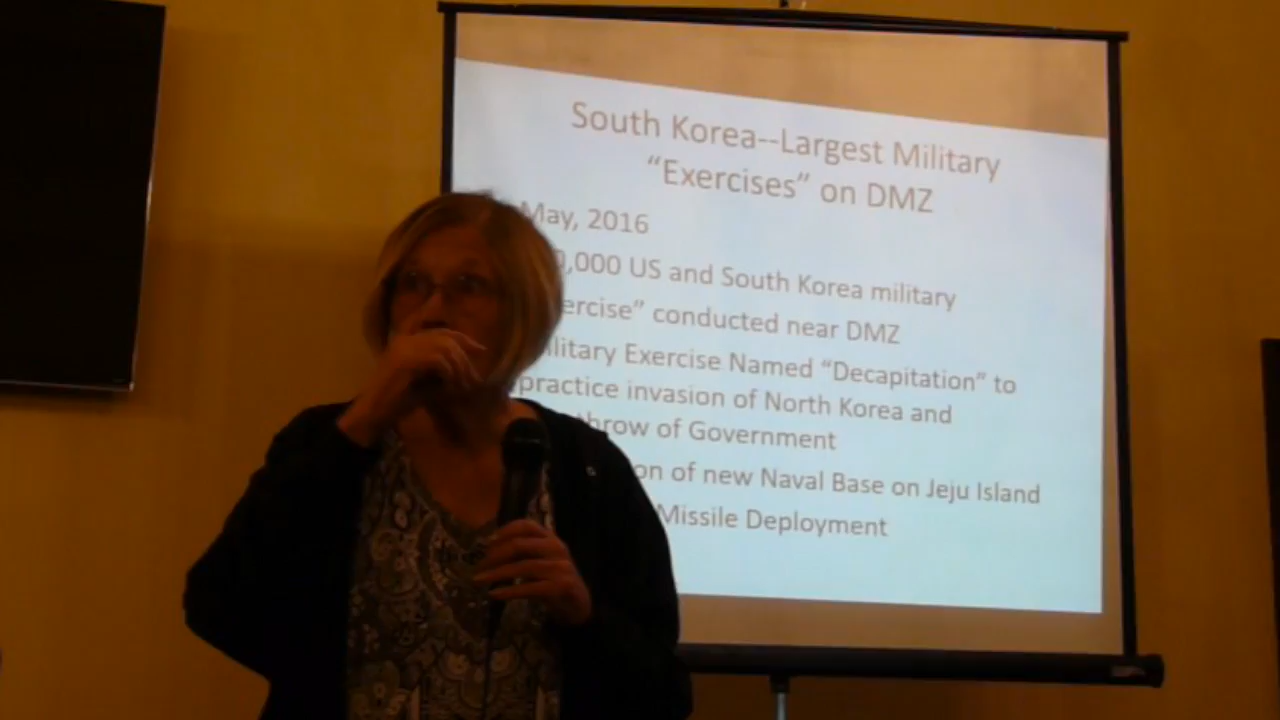 South Korea--Largest Military
“Exercises” on DMZ
May, 2016
,000 US and South Korea military
ercise” conducted near DMZ
litary Exercise Named “Decapitation” to
practice invasion of North Korea and
throw of Government
on of new Naval Base on Jeju Island
Missile Deployment